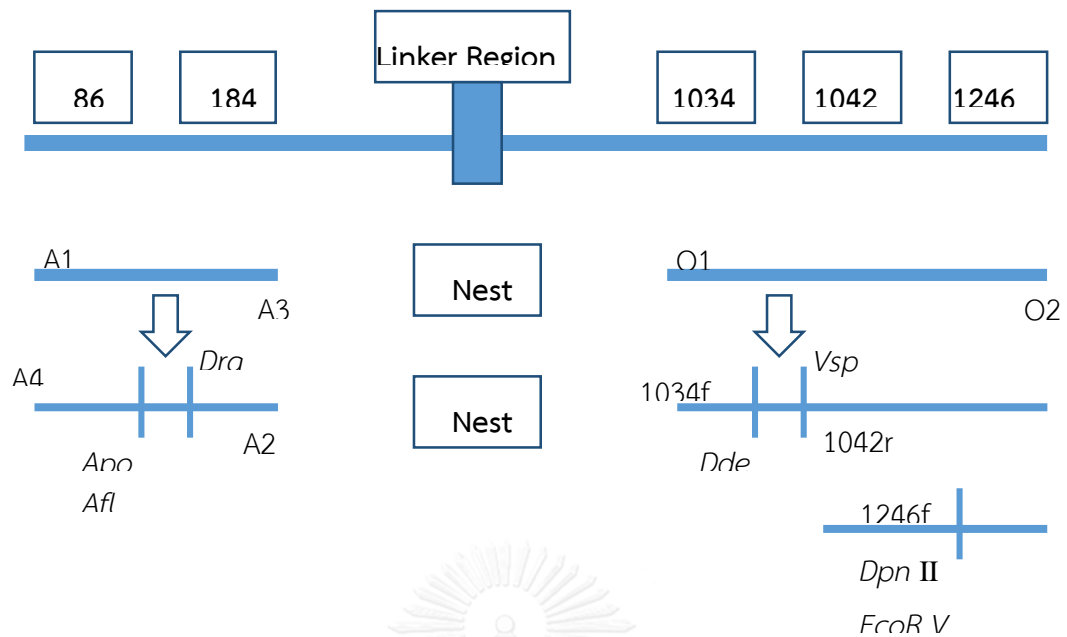 Linker Region
86
184
1034
1042
1246
A1
A3
Nest
O1
O2
A4
Dra
Apo
Afl
A2
Nest
1034f
Vsp
Dde
1042r
1246f
Dpn II
EcoR V